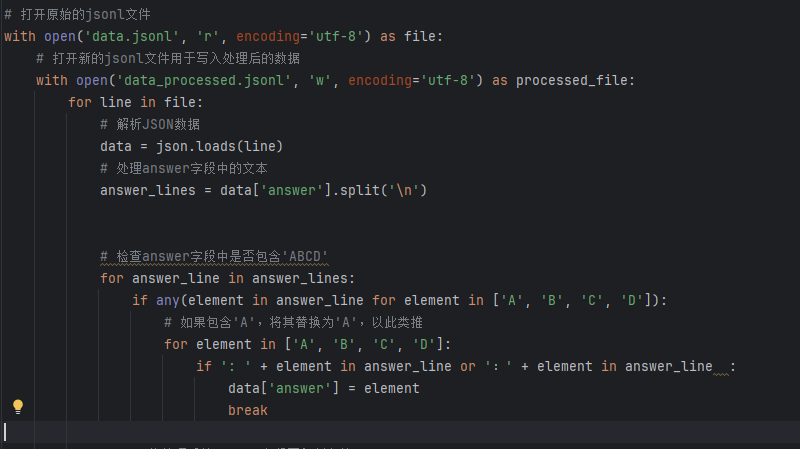 # 打开原始的jsonl文件
with open('data.jsonl', 'r', encoding='utf-8') as file:
# 打开新的jsonl文件用于写入处理后的数据
with open('data_processed.jsonl', 'w', encoding='utf-8') as processed_file:
for line in file:
# 解析JSON数据
data = json.loads(line)
# 处理answer字段中的文本
answer_lines = data['answer'].split('\n')
# 检查answer字段中是否包含'ABCD'
for answer_line in answer_lines:
if any(element in answer_line for element in ['A', 'B', 'C', 'D']):
# 如果包含'A'，将其替换为'A'，以此类推
for element in ['A', 'B', 'C', 'D']:
if ': ' + element in answer_line or '：' + element in answer_line  :
data['answer'] = element
break